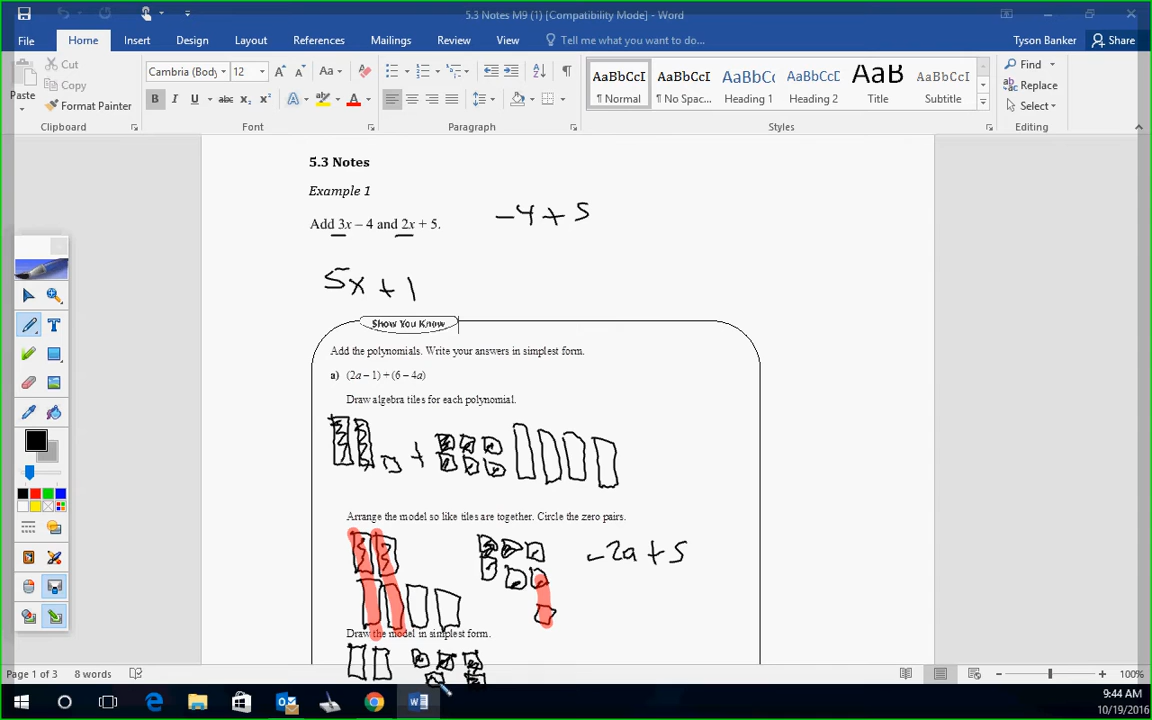 5.3 Notes M9 (1) [Compatibility Mode] - Word
File Home Insert Design Layout References Mailings Review View Tell me what you want to do... Tyson Banker Share
Paste Cut Copy Format Painter
Cambria (Body 12
B I U abc X₂ X² Aa A
AaBbCcI AaBbCcI AaBbCc AaBbCcI AaB AaBbCcI
¶ Normal ¶ No Spac... Heading 1 Heading 2 Title Subtitle
Find Replace Select
Clipboard Font Paragraph Styles Editing
5.3 Notes
Example 1
Add 3x – 4 and 2x + 5.
-4 + 5
5x + 1
Show You Know
Add the polynomials. Write your answers in simplest form.
a) (2a – 1) + (6 – 4a)
Draw algebra tiles for each polynomial.
+
Arrange the model so like tiles are together. Circle the zero pairs.
-2a + 5
Draw the model in simplest form.
Page 1 of 3 8 words 100%
9:44 AM
10/19/2016